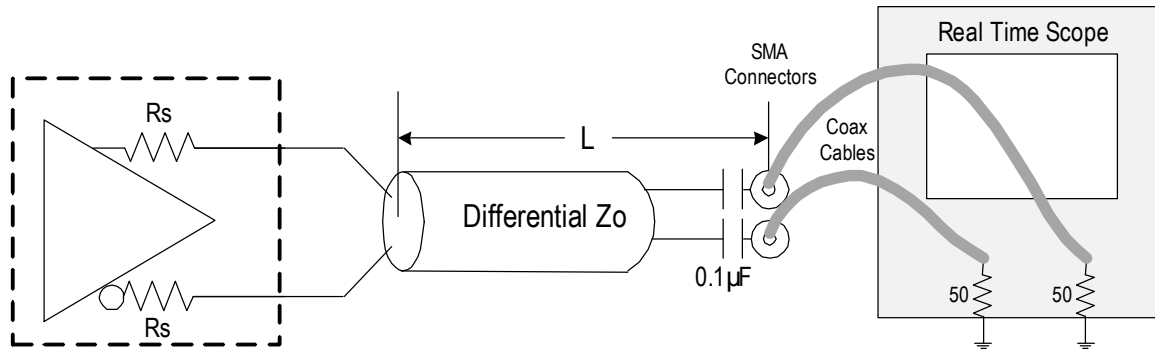 Real Time Scope
SMA
Connectors
Rs
L
Coax
Cables
Differential Zo
0.1µF
50
50
Rs